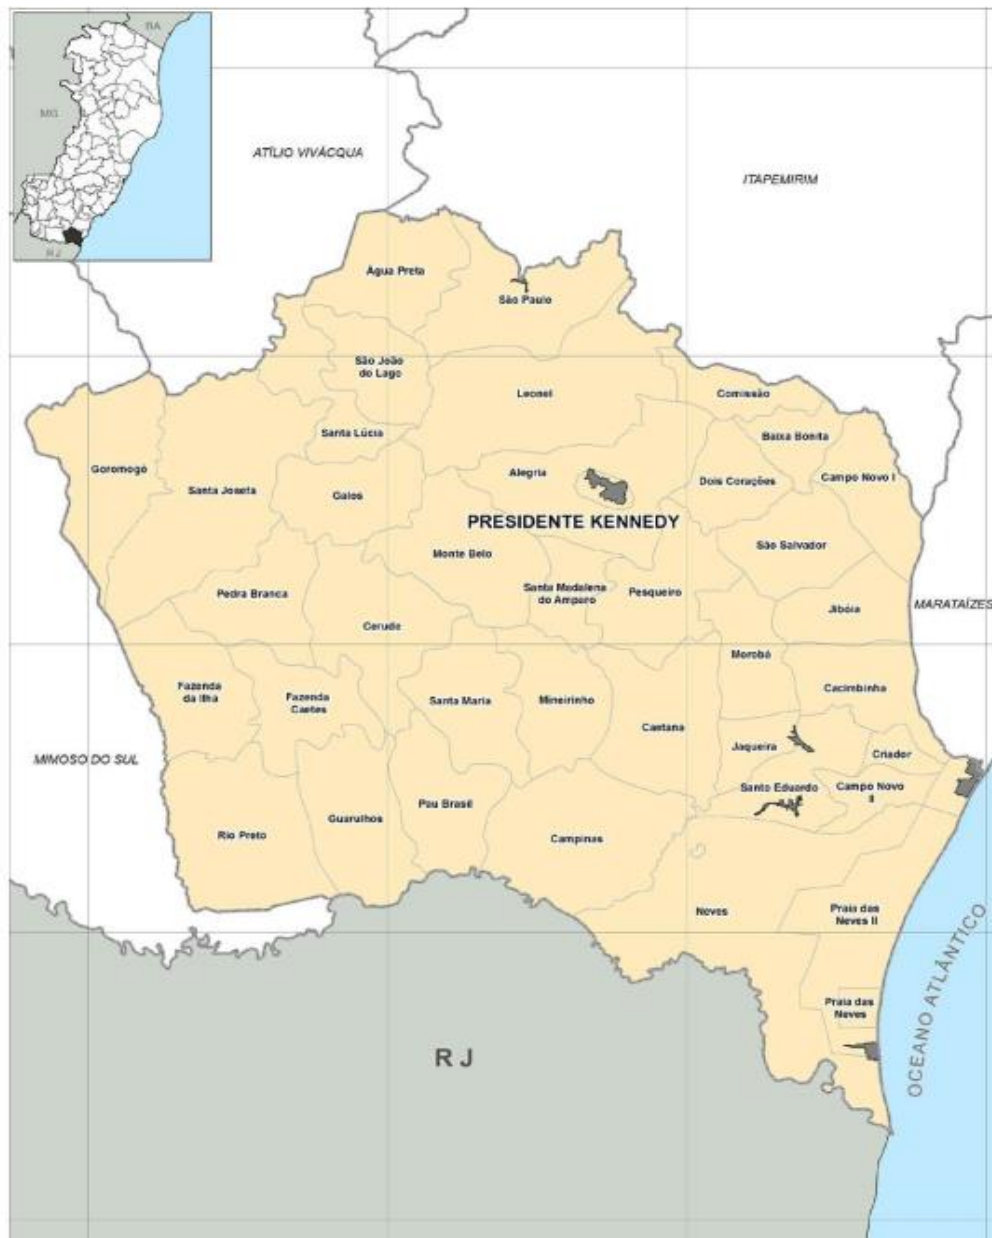 BA
MG
RJ
ATÍLIO VIVÁCQUA
ITAPEMIRIM
Água Preta
São Paulo
São João
do Lago
Leonel
Comissão
Santa Lúcia
Baixa Bonita
Goromogó
Santa Josefa
Galos
Alegria
Dois Corações
Campo Novo I
PRESIDENTE KENNEDY
Monte Belo
São Salvador
Pedra Branca
Santa Madalena
do Amparo
Pesqueiro
Jibóia
MARATAÍZES
Cerude
Morobá
Fazenda
da Ilha
Fazenda
Caetes
Santa Maria
Mineirinho
Caetana
Cacimbinha
MIMOSO DO SUL
Jaqueira
Criador
Santo Eduardo
Campo Novo
II
Pau Brasil
Guarulhos
Rio Preto
Campinas
Neves
Praia das
Neves II
Praia das
Neves
OCEANO ATLÂNTICO
RJ